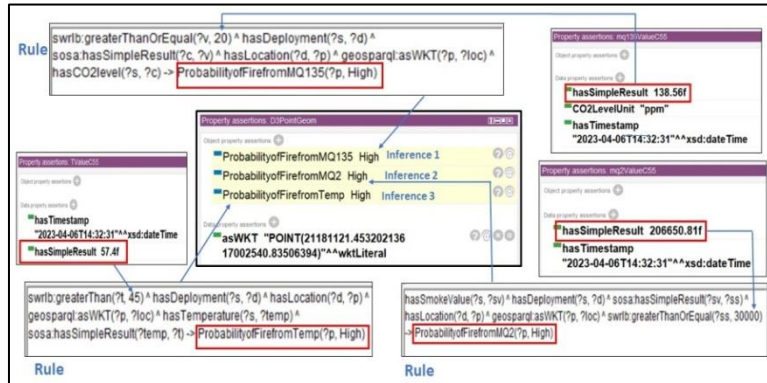 swrlb:greaterThanOrEqual(?v, 20) ^ hasDeployment(?s, ?d) ^
sosa:hasSimpleResult(?c, ?v) ^ hasLocation(?d, ?p) ^
geosparql:asWKT(?p, ?loc) ^
hasCO2level(?s, ?c) -> ProbabilityofFirefromMQ135(?p, High)
Rule
Property assertions: mq135ValueC55
Object property assertions
Data property assertions
hasSimpleResult 138.56f
CO2LevelUnit "ppm"
hasTimestamp
"2023-04-06T14:32:31"^^xsd:dateTime
Property assertions: D3PointGeom
Object property assertions
ProbabilityofFirefromMQ135 High Inference 1
ProbabilityofFirefromMQ2 High Inference 2
ProbabilityofFirefromTemp High Inference 3
Data property assertions
asWKT "POINT(21181121.453202136
17002540.83506394)"^^wktLiteral
Property assertions: TValueC55
Object property assertions
Data property assertions
hasTimestamp
"2023-04-06T14:32:31"^^xsd:dateTime
hasSimpleResult 57.4f
Property assertions: mq2ValueC55
Object property assertions
Data property assertions
hasSimpleResult 206650.81f
hasTimestamp
"2023-04-06T14:32:31"^^xsd:dateTime
swrlb:greaterThan(?t, 45) ^ hasDeployment(?s, ?d) ^ hasLocation(?d, ?p) ^
geosparql:asWKT(?p, ?loc) ^ hasTemperature(?s, ?temp) ^
sosa:hasSimpleResult(?temp, ?t) -> ProbabilityofFirefromTemp(?p, High)
Rule
hasSmokeValue(?s, ?sv) ^ hasDeployment(?s, ?d) ^ sosa:hasSimpleResult(?sv, ?ss) ^
hasLocation(?d, ?p) ^ geosparql:asWKT(?p, ?loc) ^ swrlb:greaterThanOrEqual(?ss, 30000)
-> ProbabilityofFirefromMQ2(?p, High)
Rule